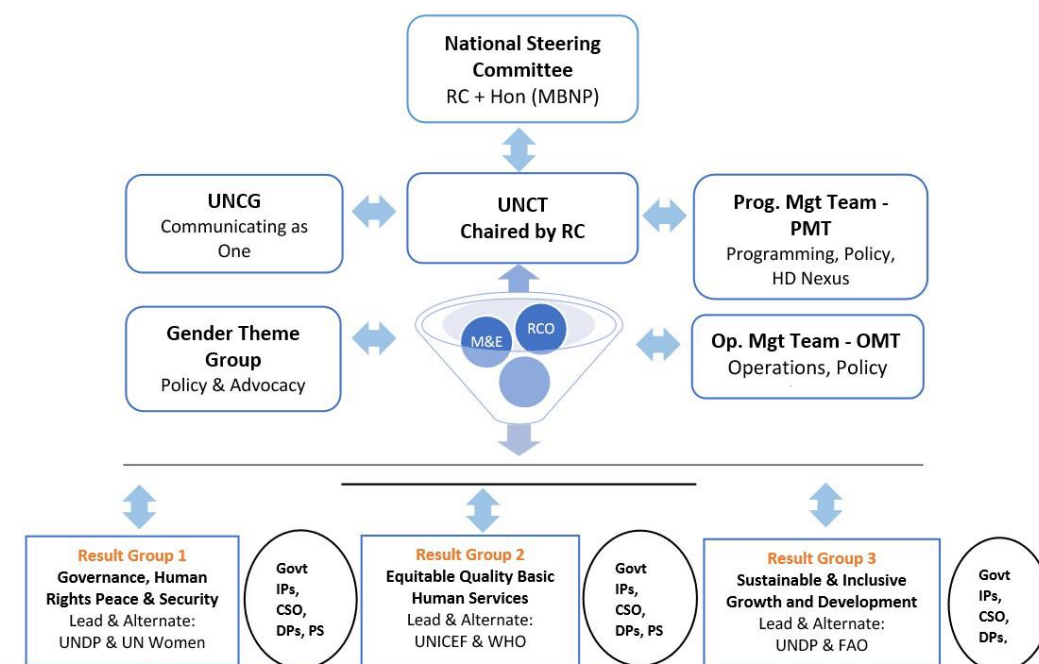 National Steering
Committee
RC + Hon (MBNP)
UNCG
Communicating as
One
UNCT
Chaired by RC
Prog. Mgt Team -
PMT
Programming, Policy,
HD Nexus
Gender Theme
Group
Policy & Advocacy
M&E
RCO
Op. Mgt Team - OMT
Operations, Policy
Result Group 1
Governance, Human
Rights Peace & Security
Lead & Alternate:
UNDP & UN Women
Govt
IPs,
CSO,
DPs, PS
Result Group 2
Equitable Quality Basic
Human Services
Lead & Alternate:
UNICEF & WHO
Govt
IPs,
CSO,
DPs, PS
Result Group 3
Sustainable & Inclusive
Growth and Development
Lead & Alternate:
UNDP & FAO
Govt
IPs,
CSO,
DPs.